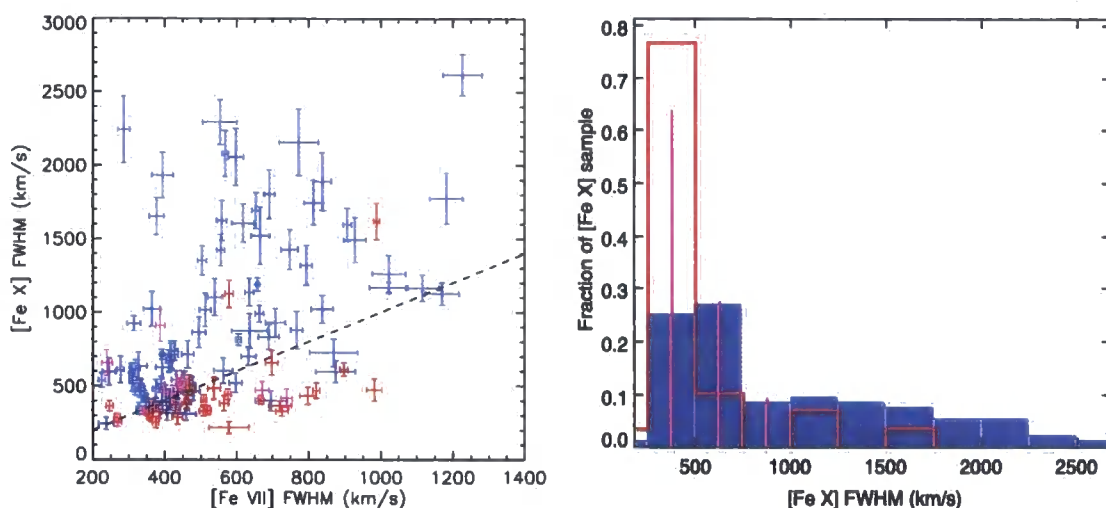 3000
2500
2000
1500
1000
500
0
[Fe X] FWHM (km/s)
200 400 600 800 1000 1200 1400
[Fe VII] FWHM (km/s)
0.8
0.7
0.6
0.5
0.4
0.3
0.2
0.1
0.0
Fraction of [Fe X] sample
500 1000 1500 2000 2500
[Fe X] FWHM (km/s)